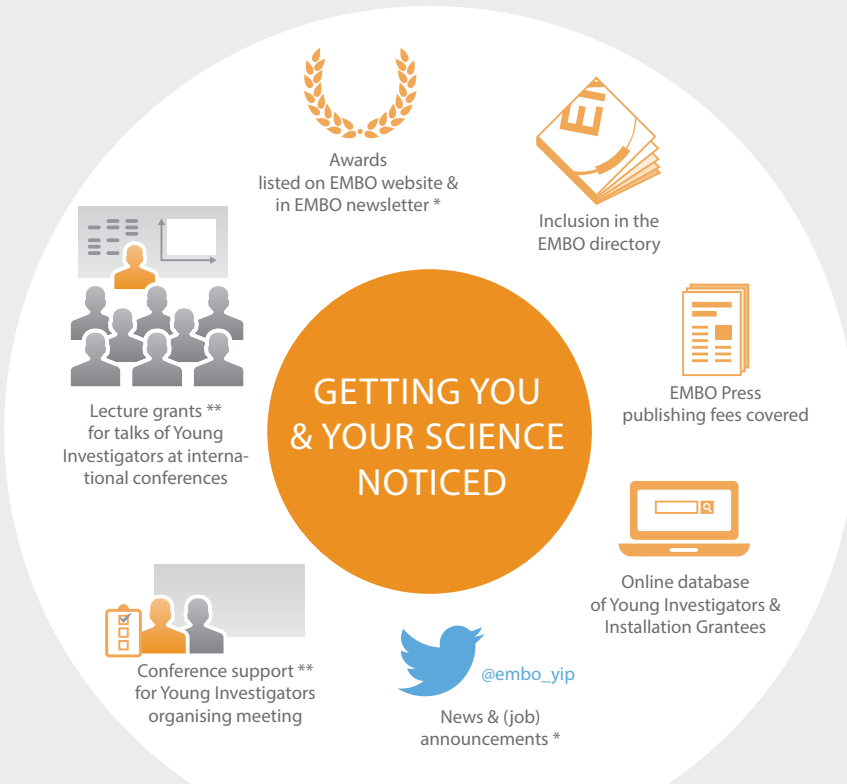 Awards
listed on EMBO website &
in EMBO newsletter *
Inclusion in the
EMBO directory
EMBO Press
publishing fees covered
Online database
of Young Investigators &
Installation Grantees
@embo_yip
News & (job)
announcements *
Conference support **
for Young Investigators
organising meeting
Lecture grants **
for talks of Young
Investigators at interna-
tional conferences
GETTING YOU
& YOUR SCIENCE
NOTICED